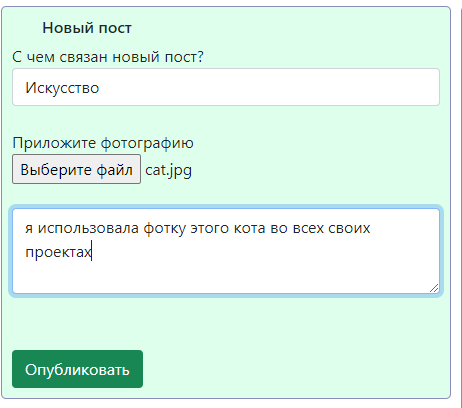 Новый пост
С чем связан новый пост?
Искусство
Приложите фотографию
Выберите файл cat.jpg
я использовала фотку этого кота во всех своих
проектах
Опубликовать